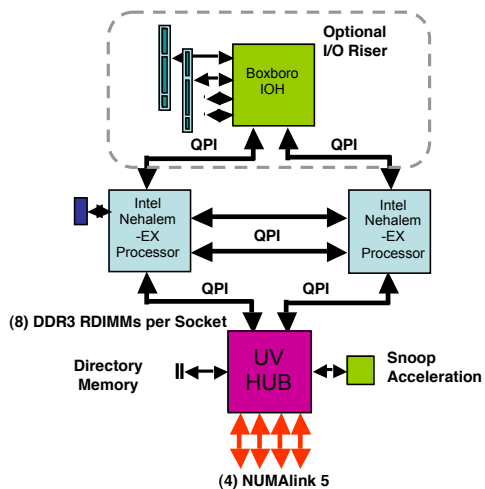 Optional
I/O Riser
Boxboro
IOH
QPI
QPI
Intel
Nehalem
-EX
Processor
Intel
Nehalem
-EX
Processor
QPI
QPI
QPI
(8) DDR3 RDIMMs per Socket
Directory
Memory
UV
HUB
Snoop
Acceleration
(4) NUMAlink 5